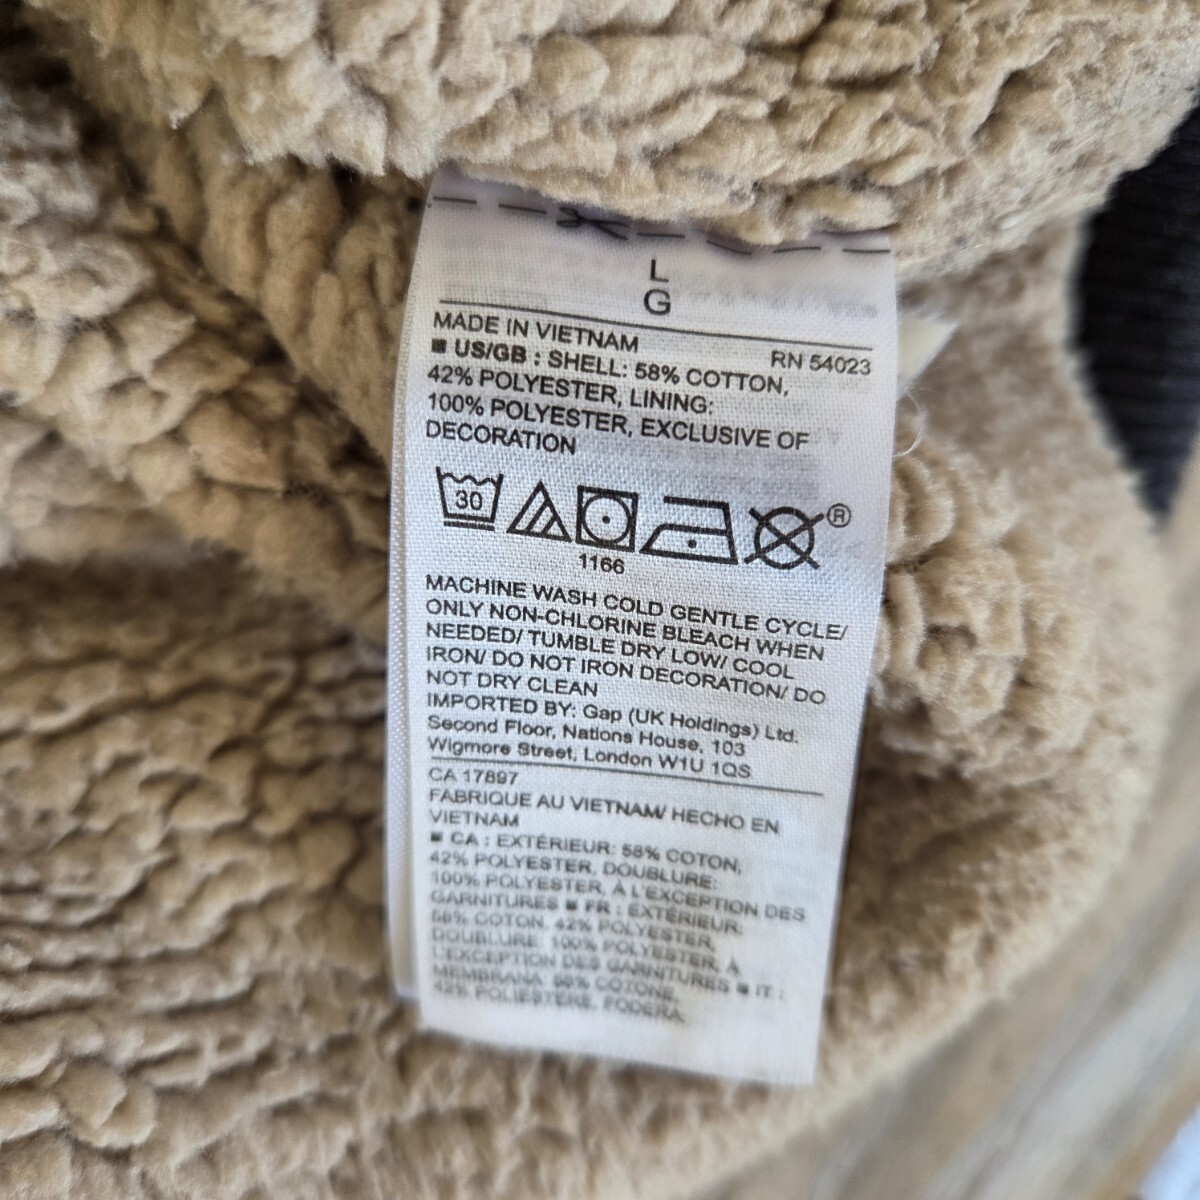 L
G
MADE IN VIETNAM
RN 54023
■ US/GB : SHELL: 58% COTTON,
42% POLYESTER, LINING:
100% POLYESTER, EXCLUSIVE OF
DECORATION
30
®
1166
MACHINE WASH COLD GENTLE CYCLE/
ONLY NON-CHLORINE BLEACH WHEN
NEEDED/ TUMBLE DRY LOW/ COOL
IRON/ DO NOT IRON DECORATION/ DO
NOT DRY CLEAN
IMPORTED BY: Gap (UK Holdings) Ltd.
Second Floor, Nations House, 103
Wigmore Street, London W1U 1QS
CA 17897
FABRIQUE AU VIETNAM/ HECHO EN
VIETNAM
■ CA : EXTÉRIEUR: 58% COTON,
42% POLYESTER, DOUBLURE:
100% POLYESTER, À L'EXCEPTION DES
GARNITURES ■ FR : EXTÉRIEUR:
58% COTON, 42% POLYESTER,
DOUBLURE: 100% POLYESTER, À
L'EXCEPTION DES GARNITURES ■ IT :
MEMBRANA: 58% COTONE,
42% POLIESTERE, FODERA: